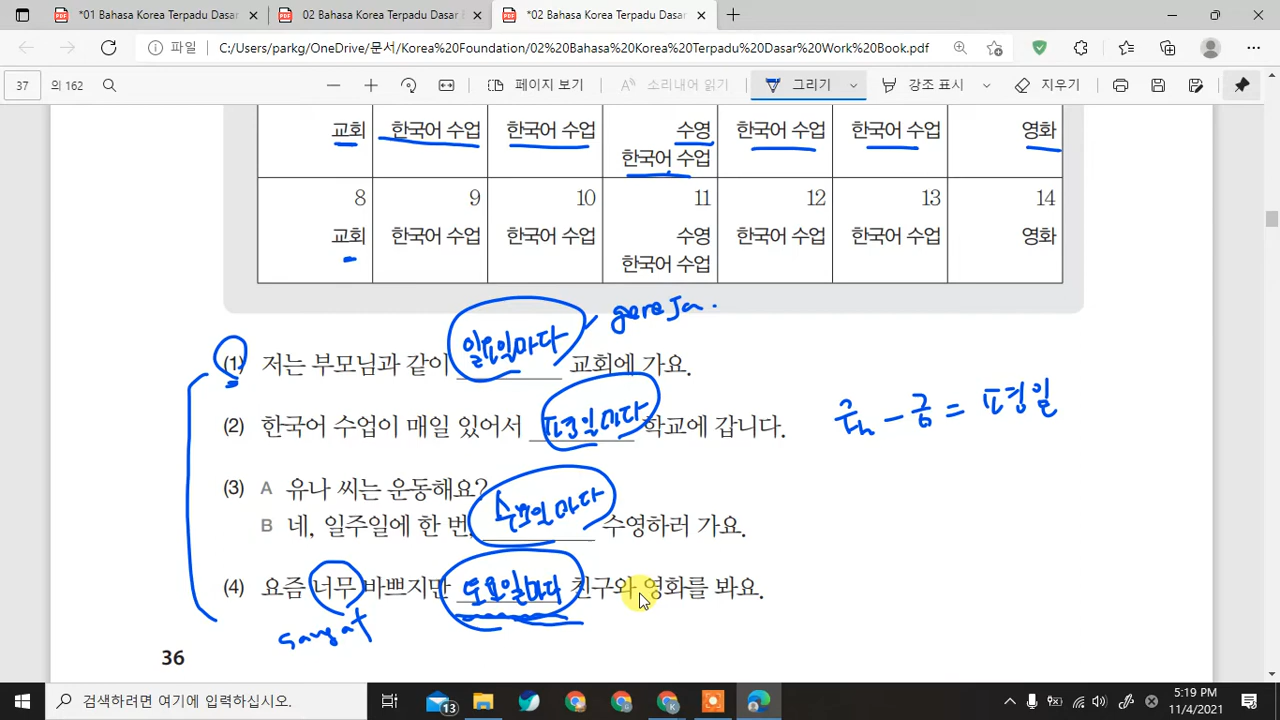 *01 Bahasa Korea Terpadu Dasar
02 Bahasa Korea Terpadu Dasar
*02 Bahasa Korea Terpadu Dasar
파일 C:/Users/parkg/OneDrive/문서/Korea%20Foundation/02%20Bahasa%20Korea%20Terpadu%20Dasar%20Work%20Book.pdf
37 의 162 페이지 보기 소리내어 읽기 그리기 강조 표시 지우기
교회 한국어 수업 한국어 수업 수영 한국어 수업 한국어 수업 영화
한국어 수업
8 9 10 11 12 13 14
교회 한국어 수업 한국어 수업 수영 한국어 수업 한국어 수업 영화
한국어 수업
gereja.
(1) 저는 부모님과 같이 일요일마다 교회에 가요.
(2) 한국어 수업이 매일 있어서 평일마다 학교에 갑니다.
– 금 = 평일
(3) A 유나 씨는 운동해요?
B 네, 일주일에 한 번, 수요일마다 수영하러 가요.
(4) 요즘 너무 바쁘지만 토요일마다 친구와 영화를 봐요.
sangat
36
검색하려면 여기에 입력하십시오.
13
5:19 PM
11/4/2021